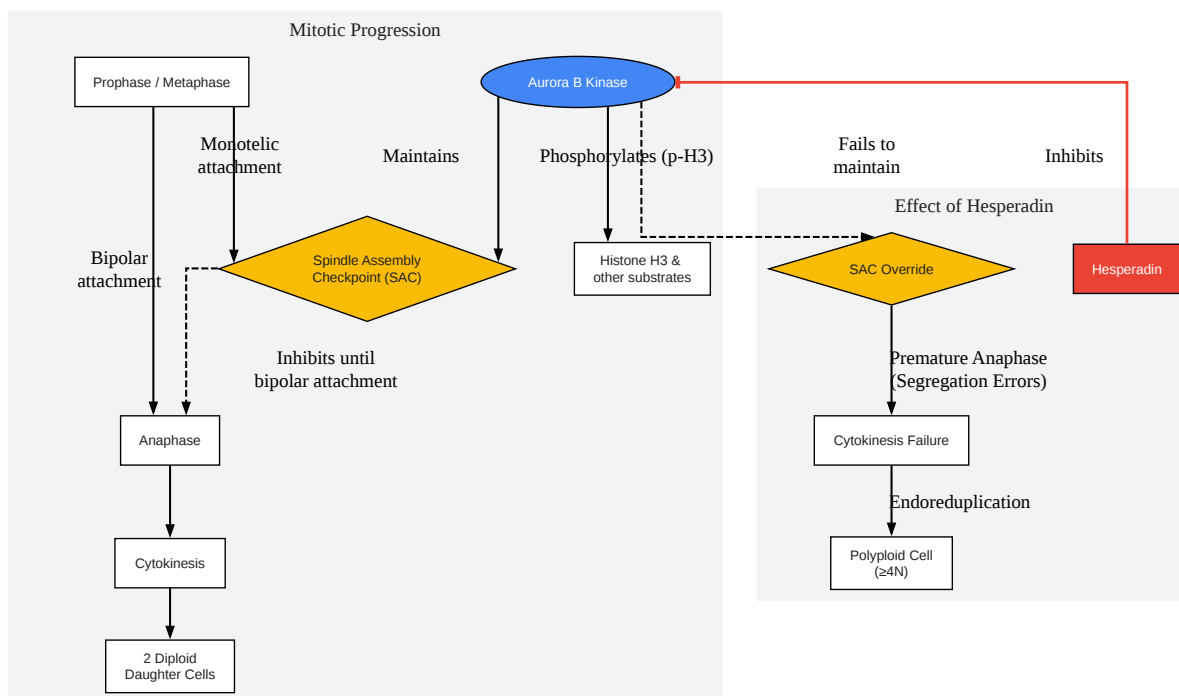 Mitotic Progression
Prophase / Metaphase
Aurora B Kinase
Monotelic
attachment
Maintains
Phosphorylates (p-H3)
Fails to
maintain
Inhibits
Effect of Hesperadin
Bipolar
attachment
Spindle Assembly
Checkpoint (SAC)
Histone H3 &
other substrates
SAC Override
Hesperadin
Inhibits until
bipolar attachment
Premature Anaphase
(Segregation Errors)
Anaphase
Cytokinesis Failure
Endoreduplication
Cytokinesis
Polyploid Cell
(≥4N)
2 Diploid
Daughter Cells